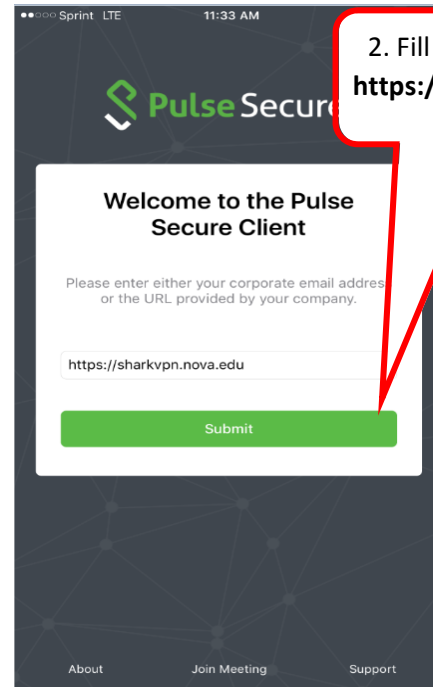 Sprint LTE 11:33 AM
2. Fill
https:/
Pulse Secure
Welcome to the Pulse
Secure Client
Please enter either your corporate email addres
or the URL provided by your company.
https://sharkvpn.nova.edu
Submit
About Join Meeting Support